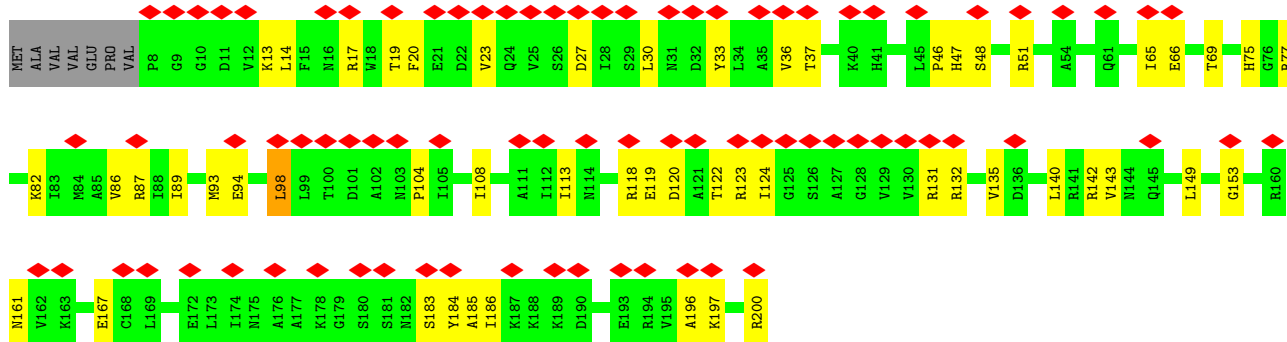 MET ALA VAL VAL GLU PRO VAL P8 G9 G10 D11 V12 K13 L14 F15 N16 R17 W18 T19 F20 E21 D22 V23 Q24 V25 S26 D27 I28 S29 L30 N31 D32 Y33 L34 A35 V36 T37 K40 H41 L45 P46 H47 S48 R51 A54 Q61 I65 E66 T69 H75 G76 R77
K82 I83 M84 A85 V86 R87 I88 I89 M93 E94 L98 L99 T100 D101 A102 N103 P104 I105 I108 A111 I112 I113 N114 R118 E119 D120 A121 T122 R123 I124 G125 S126 A127 G128 V129 V130 R131 R132 V135 D136 L140 R141 R142 V143 N144 Q145 L149 G153 R160
N161 V162 K163 E167 C168 L169 E172 L173 I174 N175 A176 A177 K178 G179 S180 S181 N182 S183 Y184 A185 I186 K187 K188 K189 D190 E193 R194 V195 A196 K197 R200